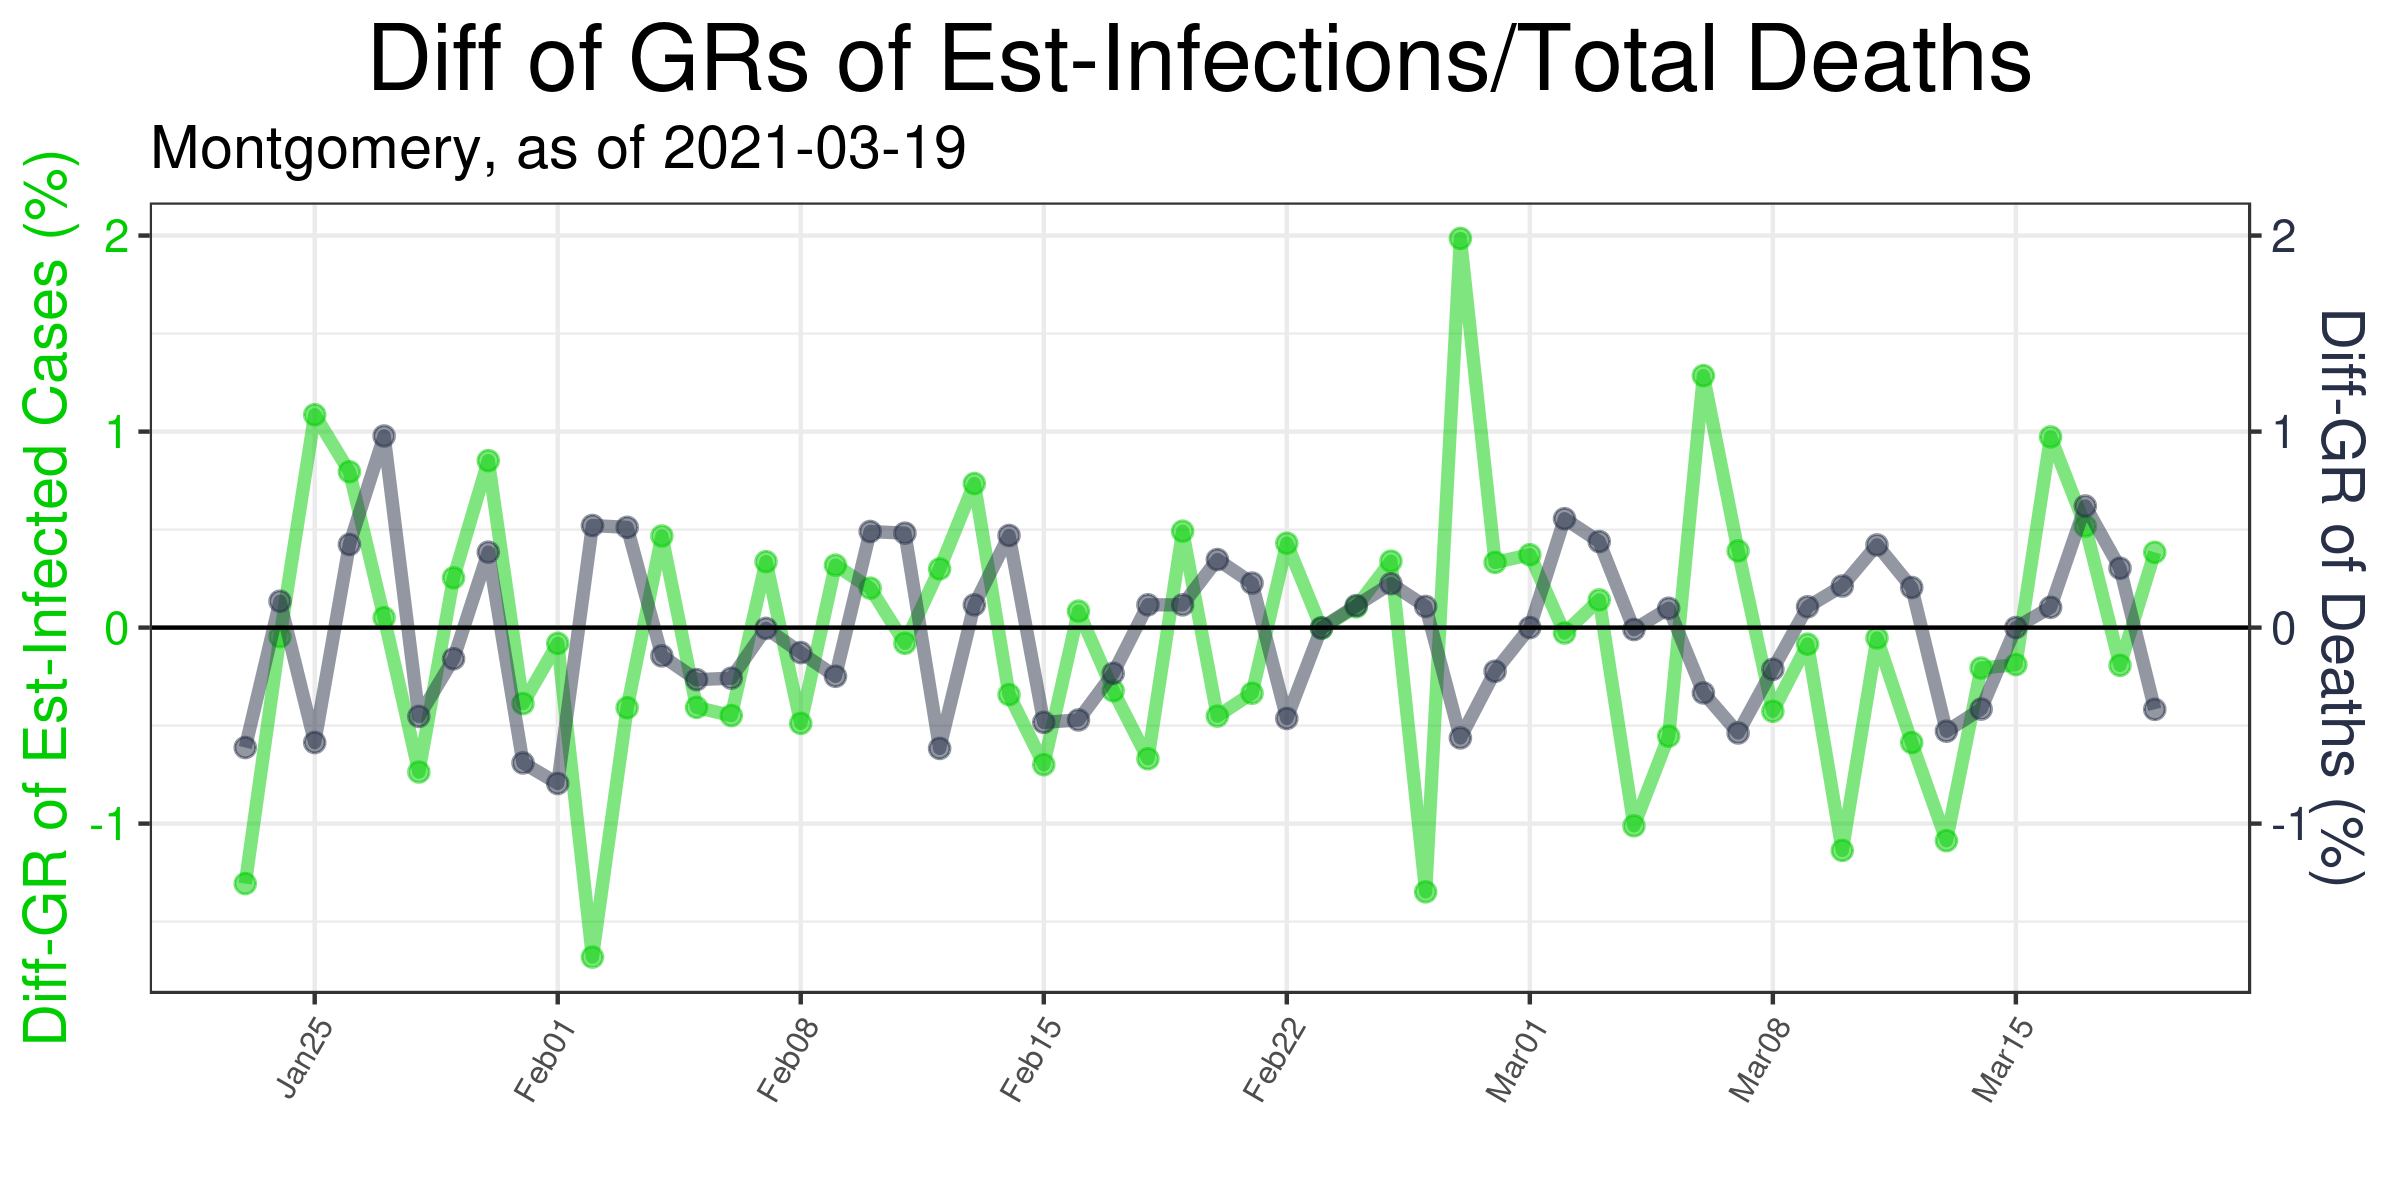 Diff of GRs of Est-Infections/Total Deaths
Montgomery, as of 2021-03-19
Diff-GR of Est-Infected Cases (%)
2
1
0
-1
2
1
0
-1
Diff-GR of Deaths (%)
Jan25
Feb01
Feb08
Feb15
Feb22
Mar01
Mar08
Mar15